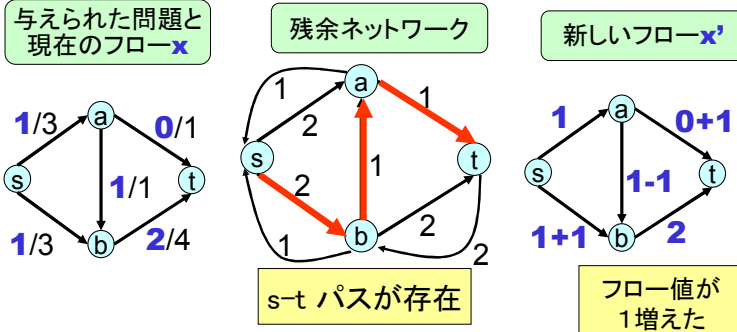 与えられた問題と
現在のフローx
残余ネットワーク
新しいフローx'
1/3
a
0/1
s
1/1
t
1/3
b
2/4
1
a
1
2
s
t
2
1
2
1
b
2
s-t パスが存在
1
a
0+1
s
1-1
t
1+1
b
2
フロー値が
1増えた